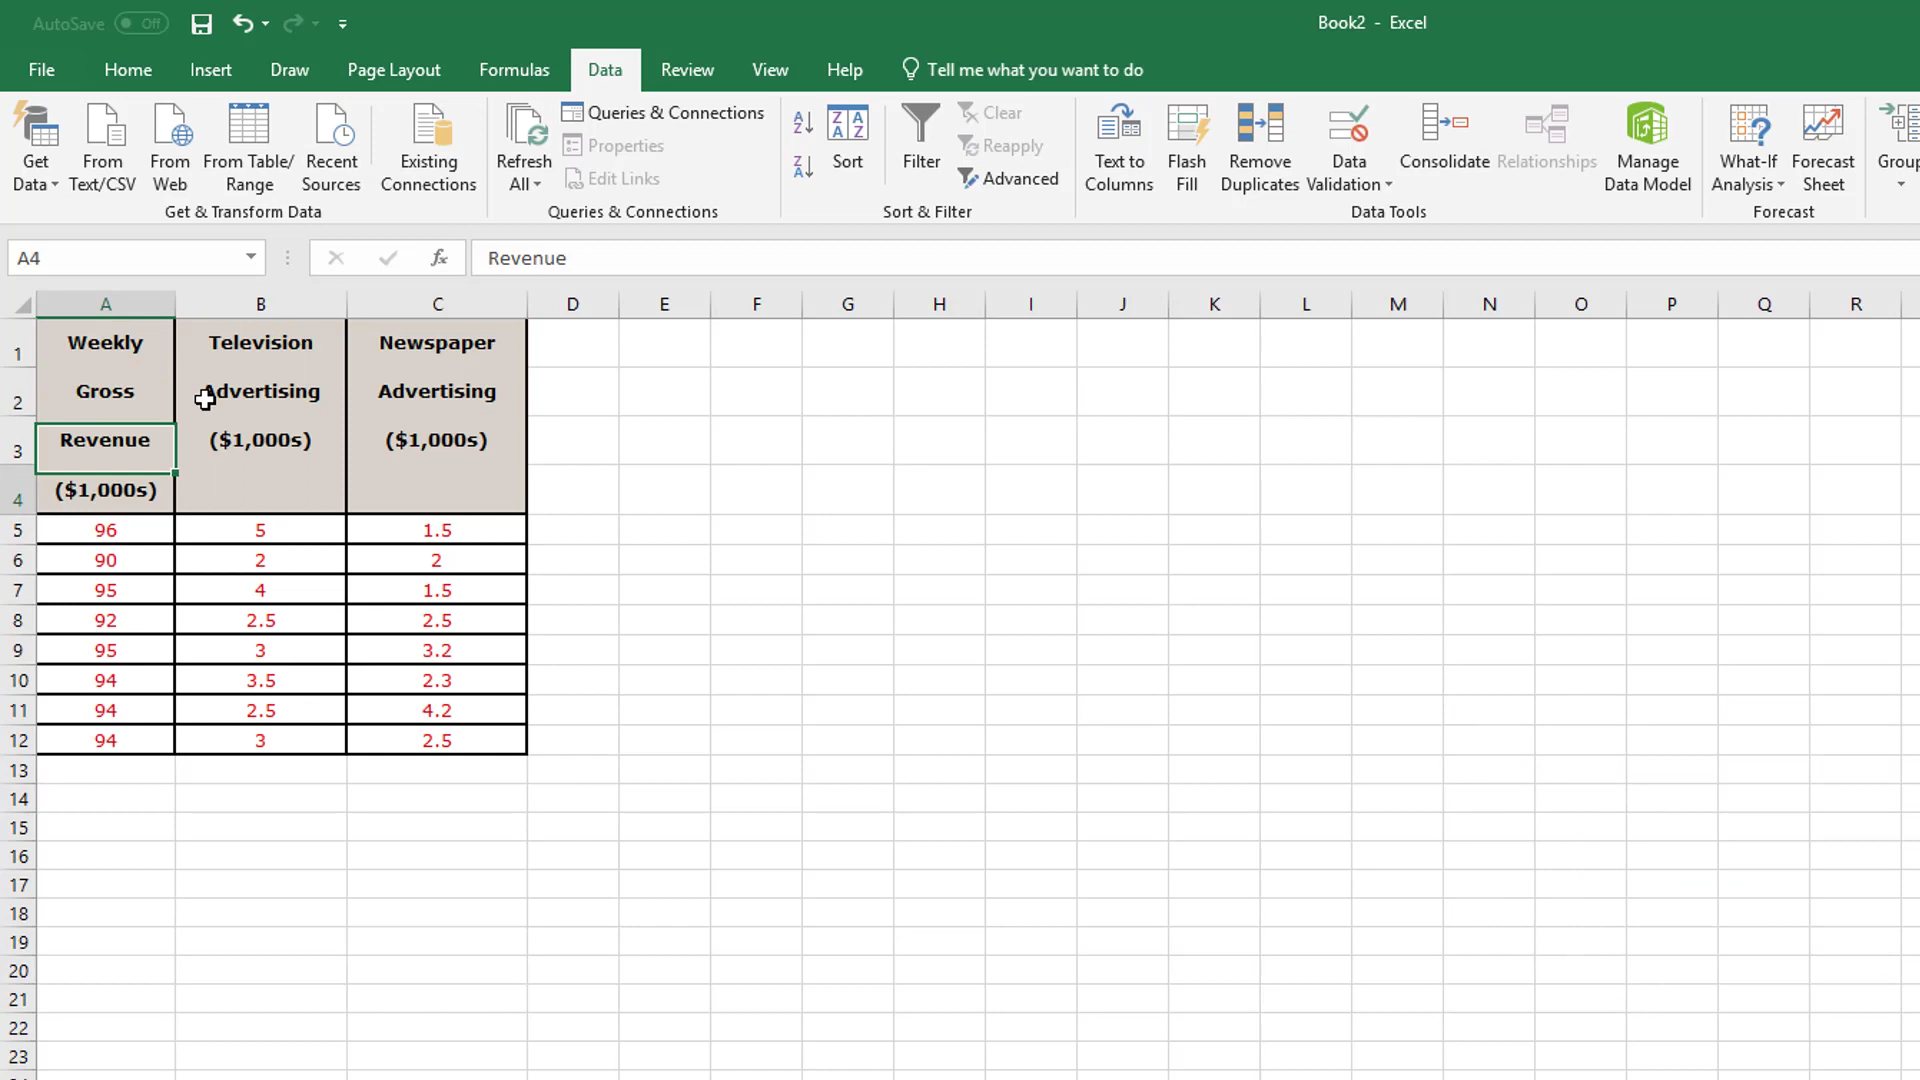 AutoSave Off
Book2 - Excel
File Home Insert Draw Page Layout Formulas Data Review View Help Tell me what you want to do
Get Data
From Text/CSV
From Web
From Table/ Range
Recent Sources
Existing Connections
Get & Transform Data
Refresh All
Queries & Connections
Properties
Edit Links
Queries & Connections
Sort
Filter
Clear
Reapply
Advanced
Sort & Filter
Text to Columns
Flash Fill
Remove Duplicates
Data Validation
Consolidate
Relationships
Manage Data Model
Data Tools
What-If Analysis
Forecast Sheet
Forecast
Group
A4 fx Revenue
A B C D E F G H I J K L M N O P Q R
1 Weekly Television Newspaper
2 Gross Advertising Advertising
3 Revenue ($1,000s) ($1,000s)
4 ($1,000s)
5 96 5 1.5
6 90 2 2
7 95 4 1.5
8 92 2.5 2.5
9 95 3 3.2
10 94 3.5 2.3
11 94 2.5 4.2
12 94 3 2.5
13
14
15
16
17
18
19
20
21
22
23